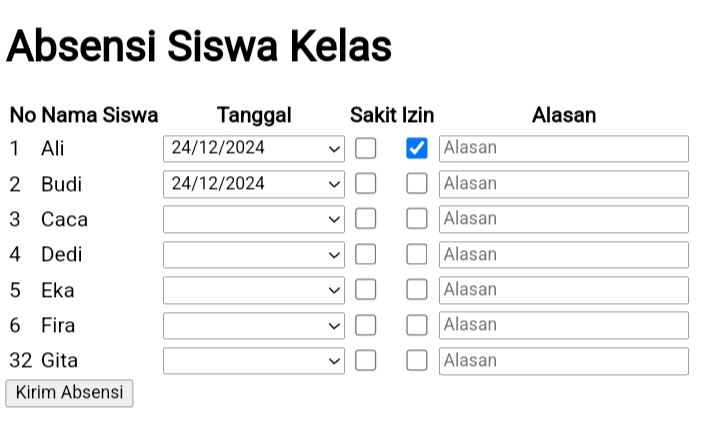 Absensi Siswa Kelas
No Nama Siswa Tanggal Sakit Izin Alasan
1 Ali 24/12/2024 Alasan
2 Budi 24/12/2024 Alasan
3 Caca Alasan
4 Dedi Alasan
5 Eka Alasan
6 Fira Alasan
32 Gita Alasan
Kirim Absensi